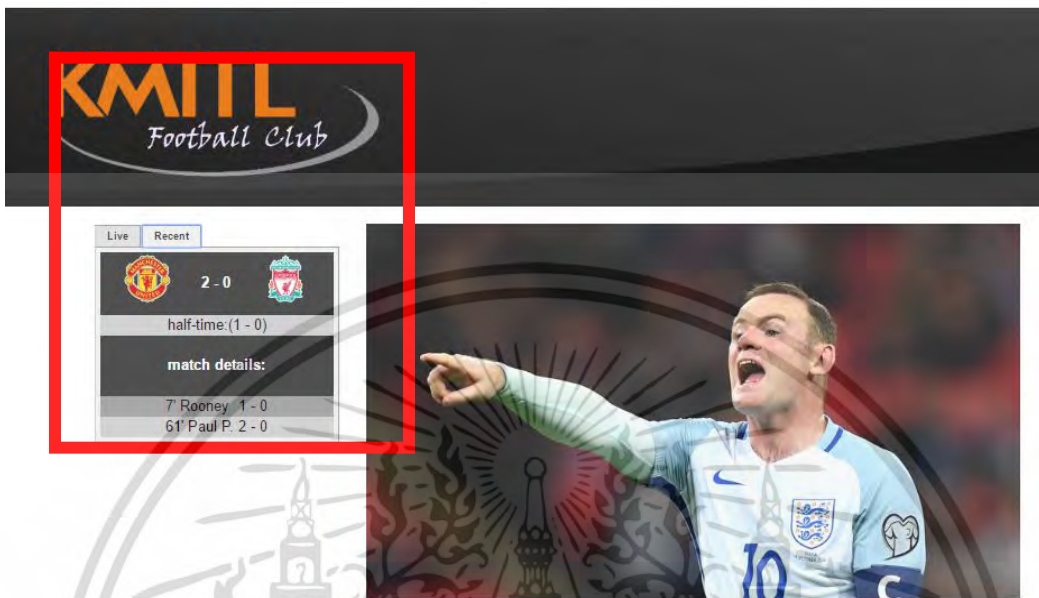 KMITL
Football Club
Live Recent
2 - 0
half-time:(1 - 0)
match details:
7' Rooney 1 - 0
61' Paul P. 2 - 0
10
C